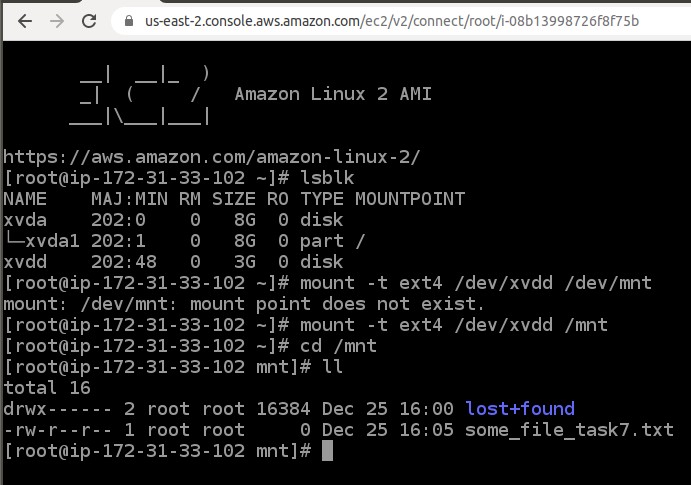 us-east-2.console.aws.amazon.com/ec2/v2/connect/root/i-08b13998726f8f75b
       __|  __|_  )
       _|  (     /   Amazon Linux 2 AMI
      ___|\___|___|
https://aws.amazon.com/amazon-linux-2/
[root@ip-172-31-33-102 ~]# lsblk
NAME    MAJ:MIN RM SIZE RO TYPE MOUNTPOINT
xvda    202:0    0   8G  0 disk
└─xvda1 202:1    0   8G  0 part /
xvdd    202:48   0   3G  0 disk
[root@ip-172-31-33-102 ~]# mount -t ext4 /dev/xvdd /dev/mnt
mount: /dev/mnt: mount point does not exist.
[root@ip-172-31-33-102 ~]# mount -t ext4 /dev/xvdd /mnt
[root@ip-172-31-33-102 ~]# cd /mnt
[root@ip-172-31-33-102 mnt]# ll
total 16
drwx------ 2 root root 16384 Dec 25 16:00 lost+found
-rw-r--r-- 1 root root     0 Dec 25 16:05 some_file_task7.txt
[root@ip-172-31-33-102 mnt]#